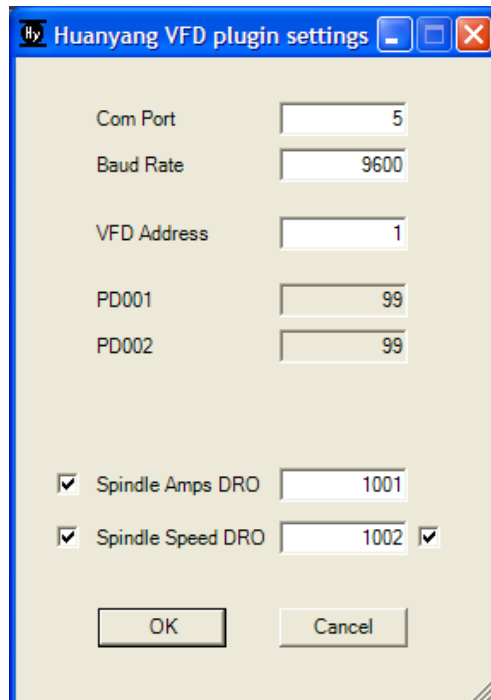 Hy Huanyang VFD plugin settings
Com Port 5
Baud Rate 9600
VFD Address 1
PD001 99
PD002 99
Spindle Amps DRO 1001
Spindle Speed DRO 1002
OK Cancel